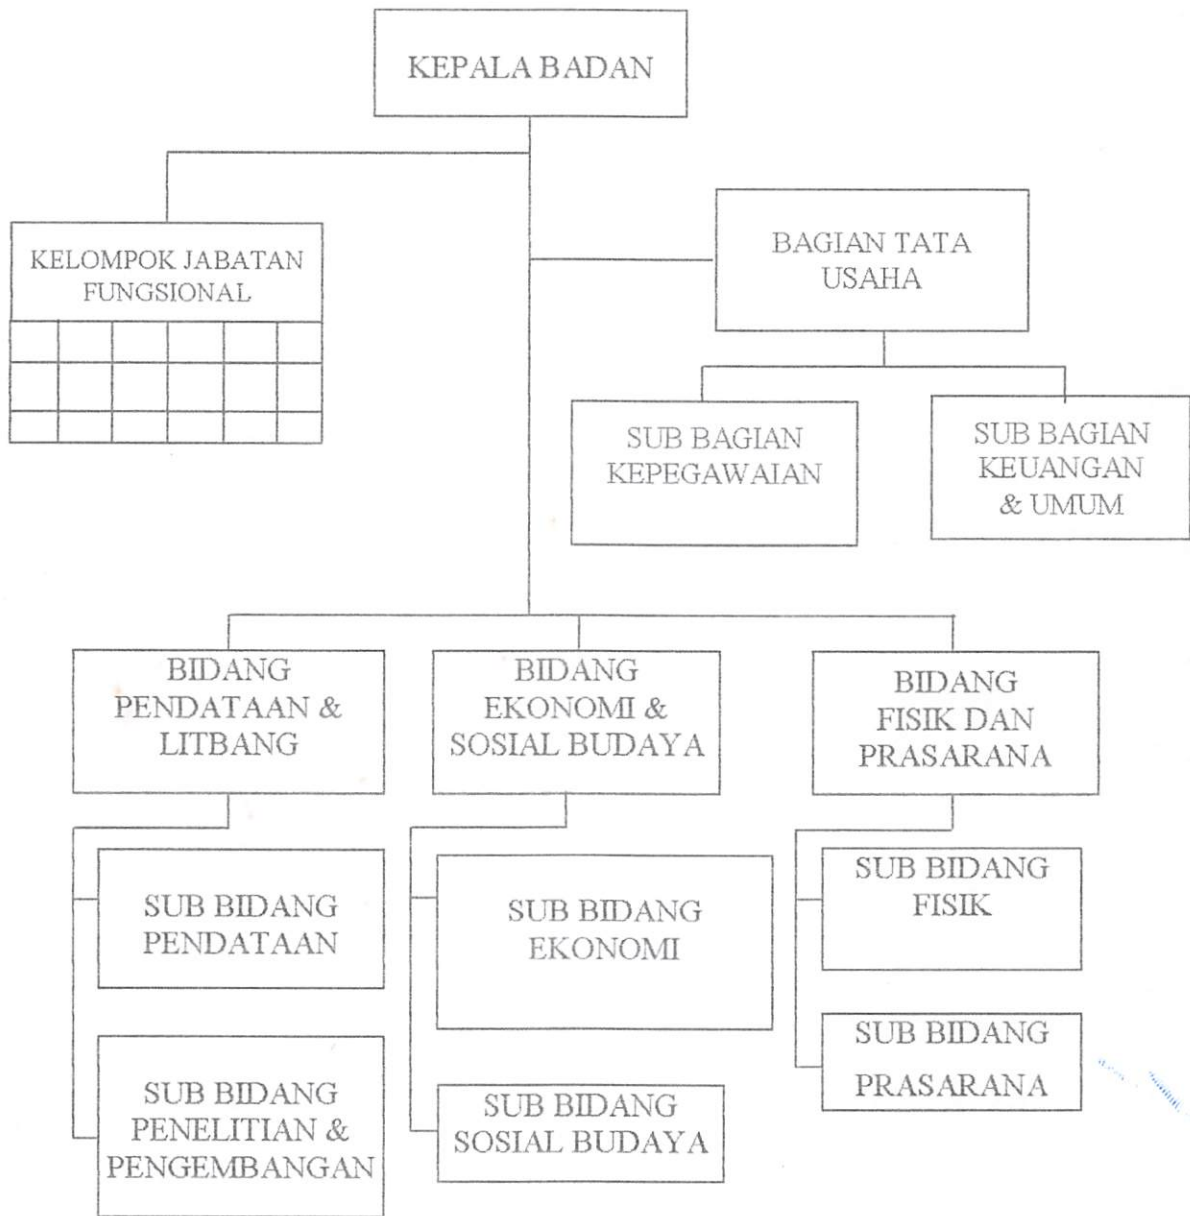 KEPALA BADAN
KELOMPOK JABATAN
FUNGSIONAL
BAGIAN TATA
USAHA
SUB BAGIAN
KEPEGAWAIAN
SUB BAGIAN
KEUANGAN
& UMUM
BIDANG
PENDATAAN &
LITBANG
BIDANG
EKONOMI &
SOSIAL BUDAYA
BIDANG
FISIK DAN
PRASARANA
SUB BIDANG
PENDATAAN
SUB BIDANG
PENELITIAN &
PENGEMBANGAN
SUB BIDANG
EKONOMI
SUB BIDANG
SOSIAL BUDAYA
SUB BIDANG
FISIK
SUB BIDANG
PRASARANA